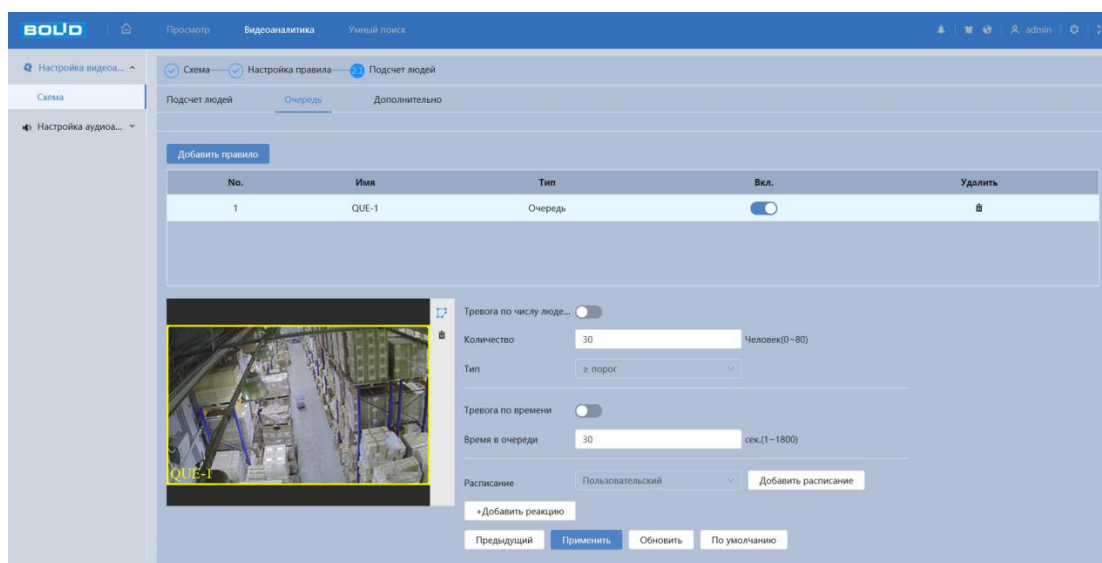 BOLID Просмотр Видеоаналитика Умный поиск admin
Настройка видеоа... Схема Настройка правила 2.1 Подсчет людей
Схема Подсчет людей Очередь Дополнительно
Настройка аудиоа...
Добавить правило
No. Имя Тип Вкл. Удалить
1 QUE-1 Очередь
Тревога по числу люде...
Количество 30 Человек(0~80)
Тип ≥ порог
Тревога по времени
Время в очереди 30 сек.(1~1800)
QUE-1
Расписание Пользовательский Добавить расписание
+Добавить реакцию
Предыдущий Применить Обновить По умолчанию